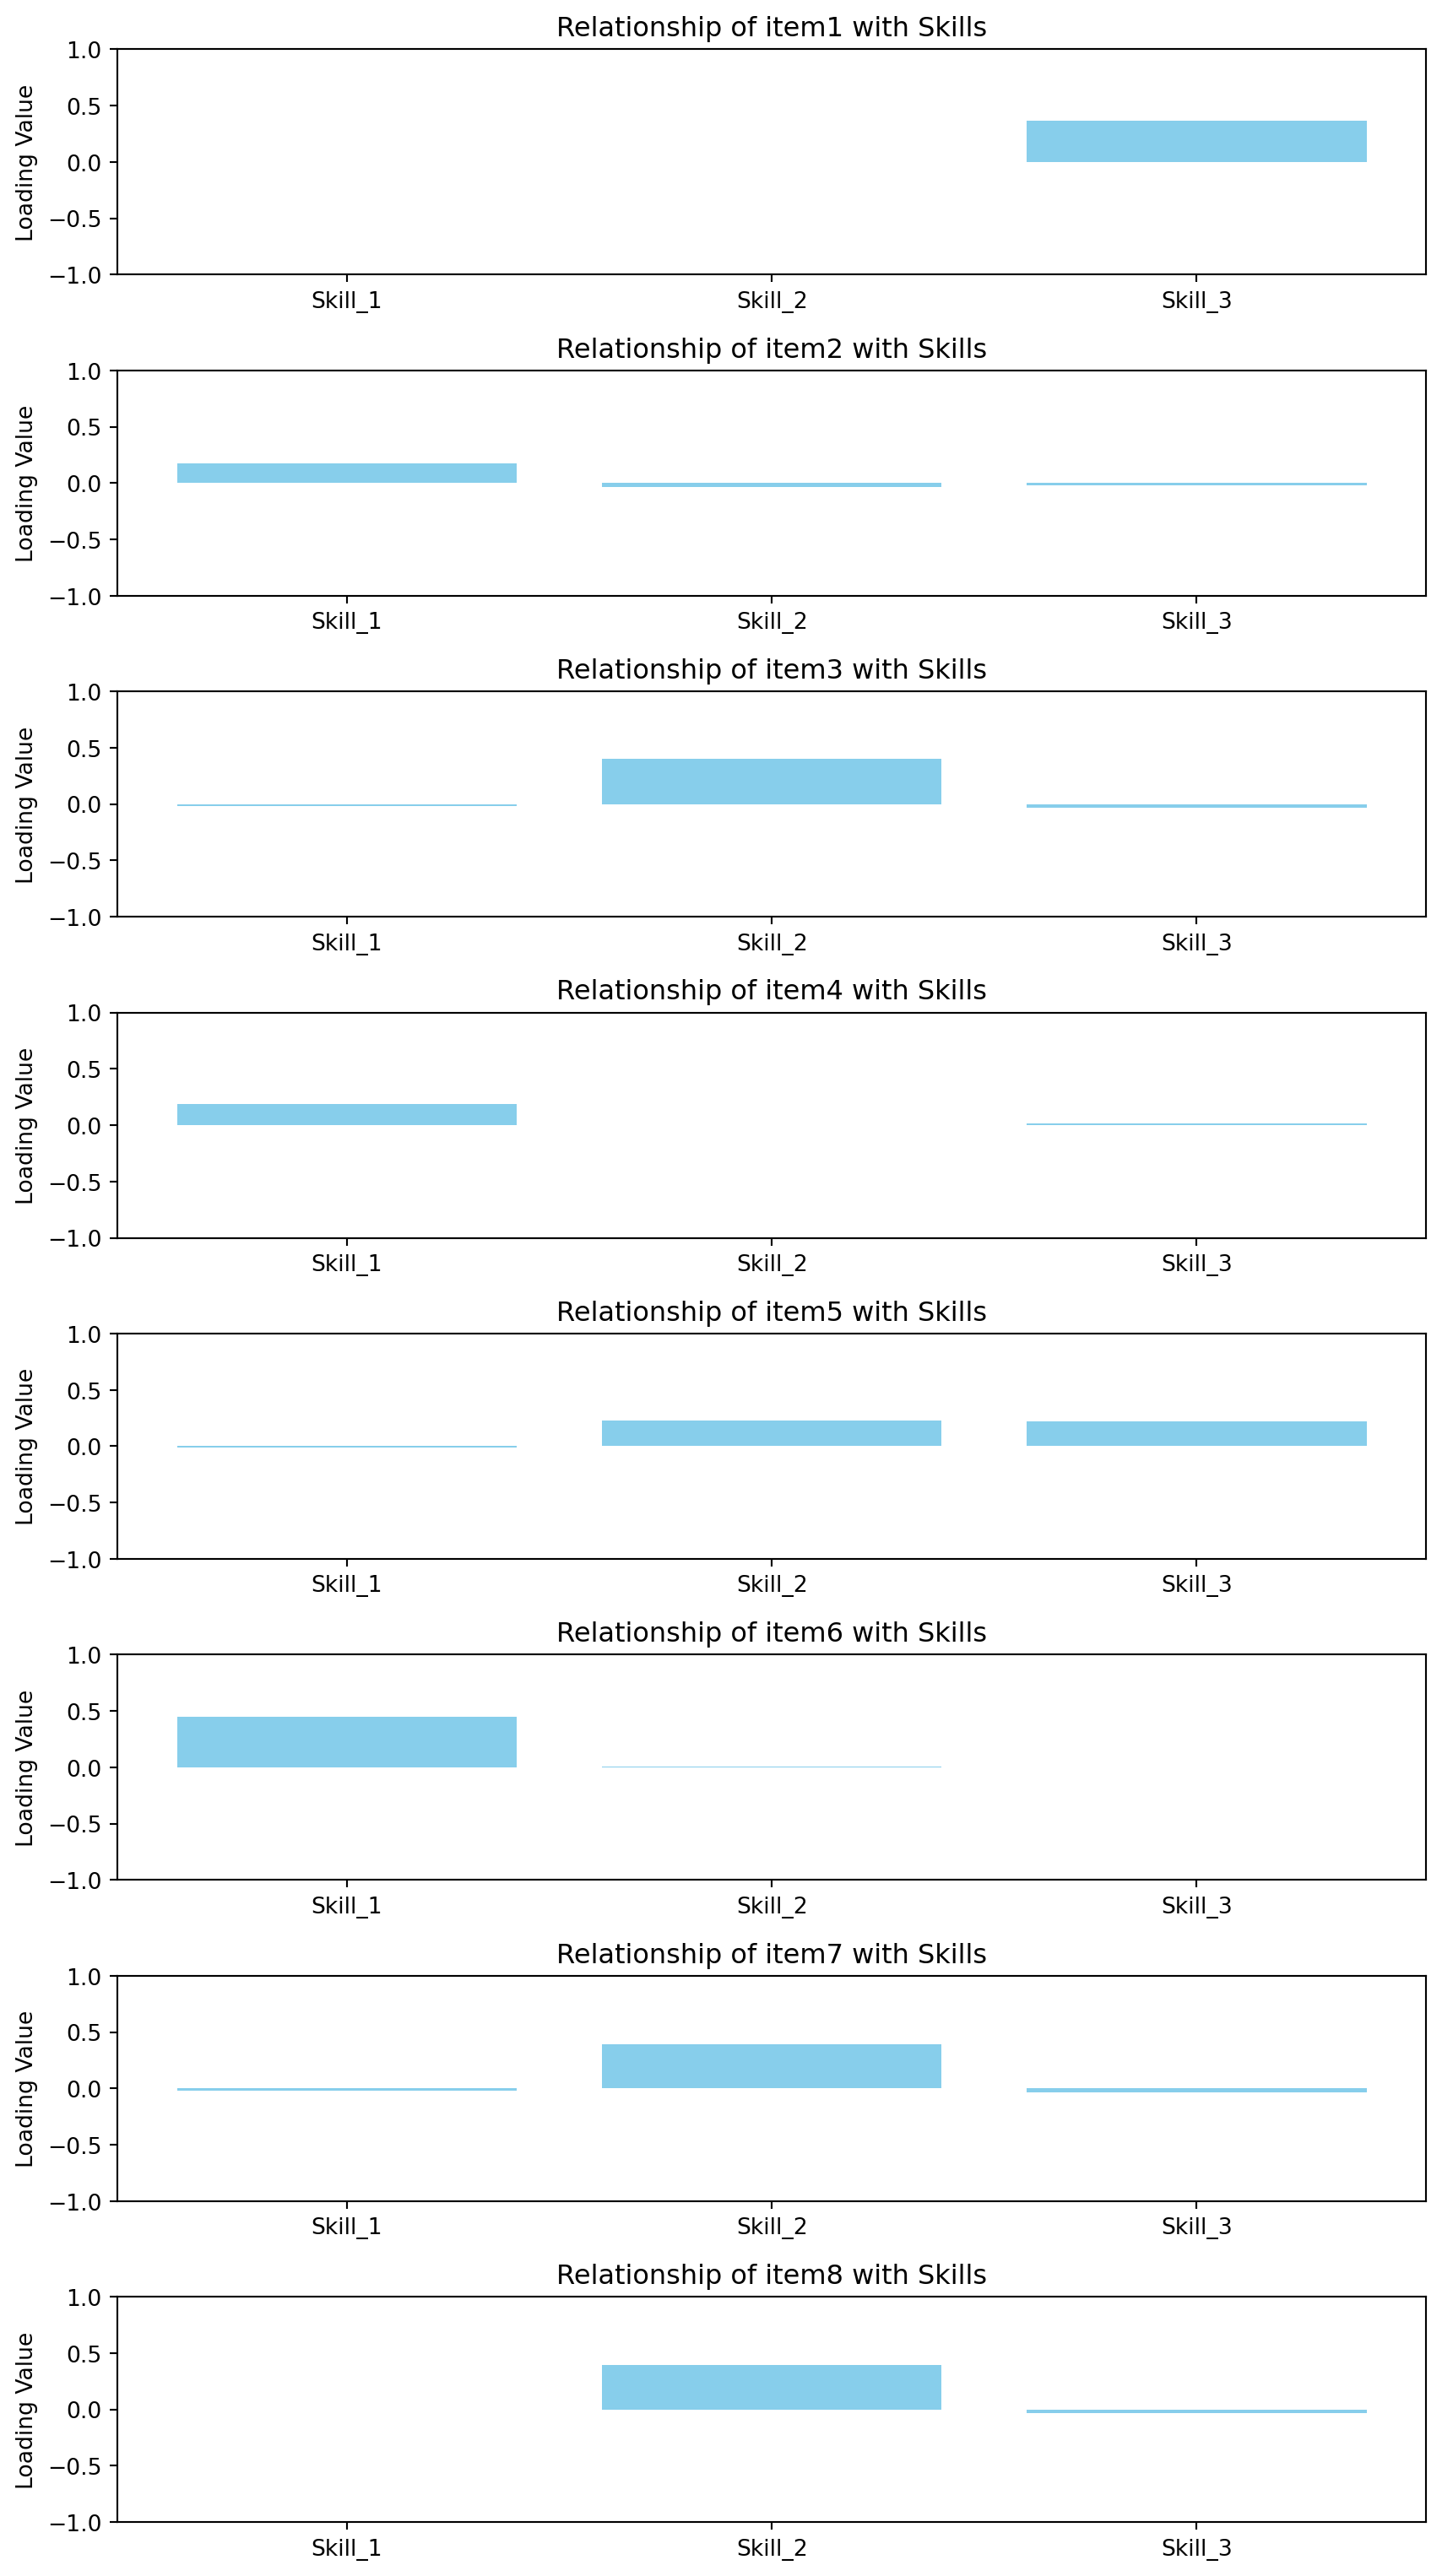 Relationship of item1 with Skills
1.0
0.5
0.0
−0.5
−1.0
Loading Value
Skill_1 Skill_2 Skill_3
Relationship of item2 with Skills
1.0
0.5
0.0
−0.5
−1.0
Loading Value
Skill_1 Skill_2 Skill_3
Relationship of item3 with Skills
1.0
0.5
0.0
−0.5
−1.0
Loading Value
Skill_1 Skill_2 Skill_3
Relationship of item4 with Skills
1.0
0.5
0.0
−0.5
−1.0
Loading Value
Skill_1 Skill_2 Skill_3
Relationship of item5 with Skills
1.0
0.5
0.0
−0.5
−1.0
Loading Value
Skill_1 Skill_2 Skill_3
Relationship of item6 with Skills
1.0
0.5
0.0
−0.5
−1.0
Loading Value
Skill_1 Skill_2 Skill_3
Relationship of item7 with Skills
1.0
0.5
0.0
−0.5
−1.0
Loading Value
Skill_1 Skill_2 Skill_3
Relationship of item8 with Skills
1.0
0.5
0.0
−0.5
−1.0
Loading Value
Skill_1 Skill_2 Skill_3